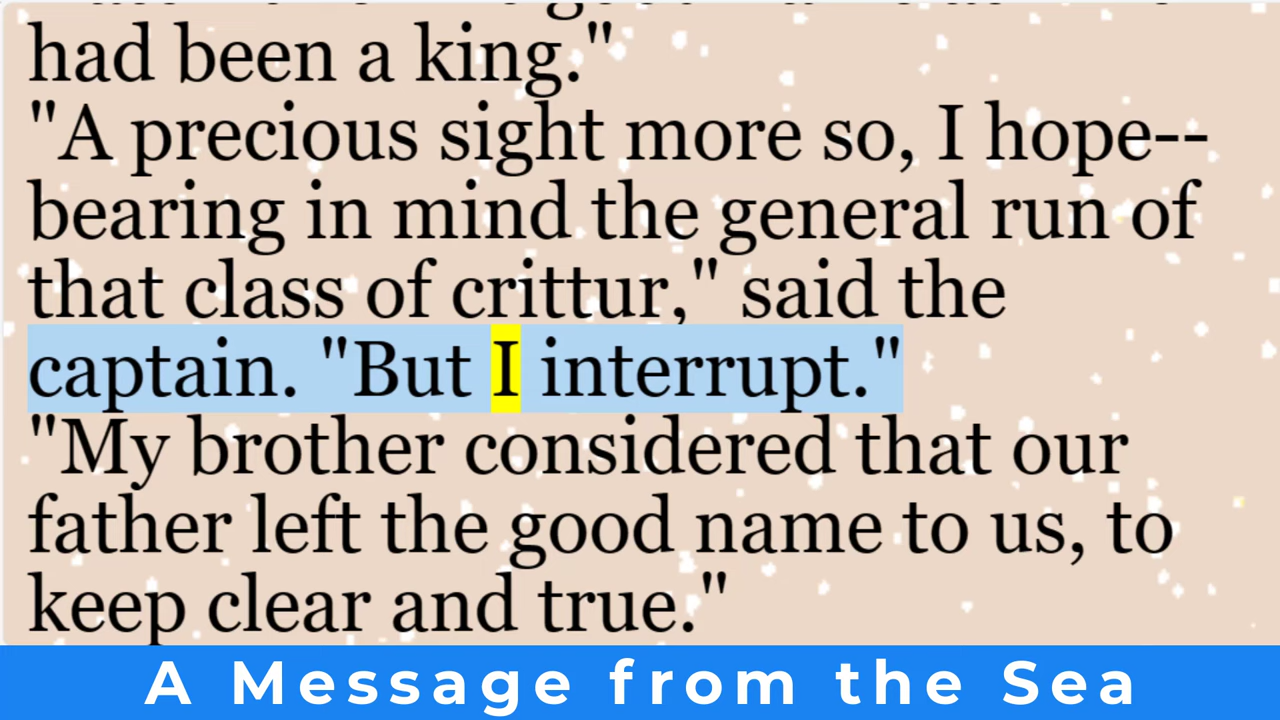 had been a king."
"A precious sight more so, I hope--
bearing in mind the general run of
that class of crittur," said the
captain. "But I interrupt."
"My brother considered that our
father left the good name to us, to
keep clear and true."
A Message from the Sea